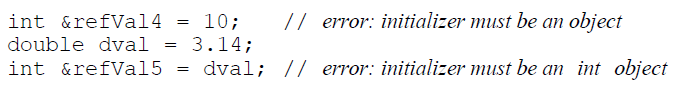 int &refVal4 = 10;    // error: initializer must be an object
double dval = 3.14;
int &refVal5 = dval; // error: initializer must be an int object